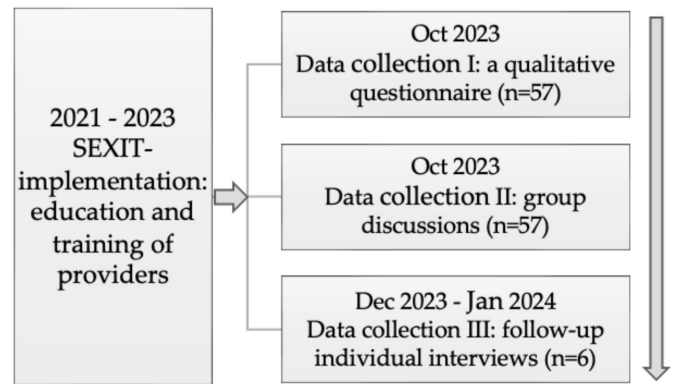 2021 - 2023
SEXIT-
implementation:
education and
training of
providers
Oct 2023
Data collection I: a qualitative
questionnaire (n=57)
Oct 2023
Data collection II: group
discussions (n=57)
Dec 2023 - Jan 2024
Data collection III: follow-up
individual interviews (n=6)